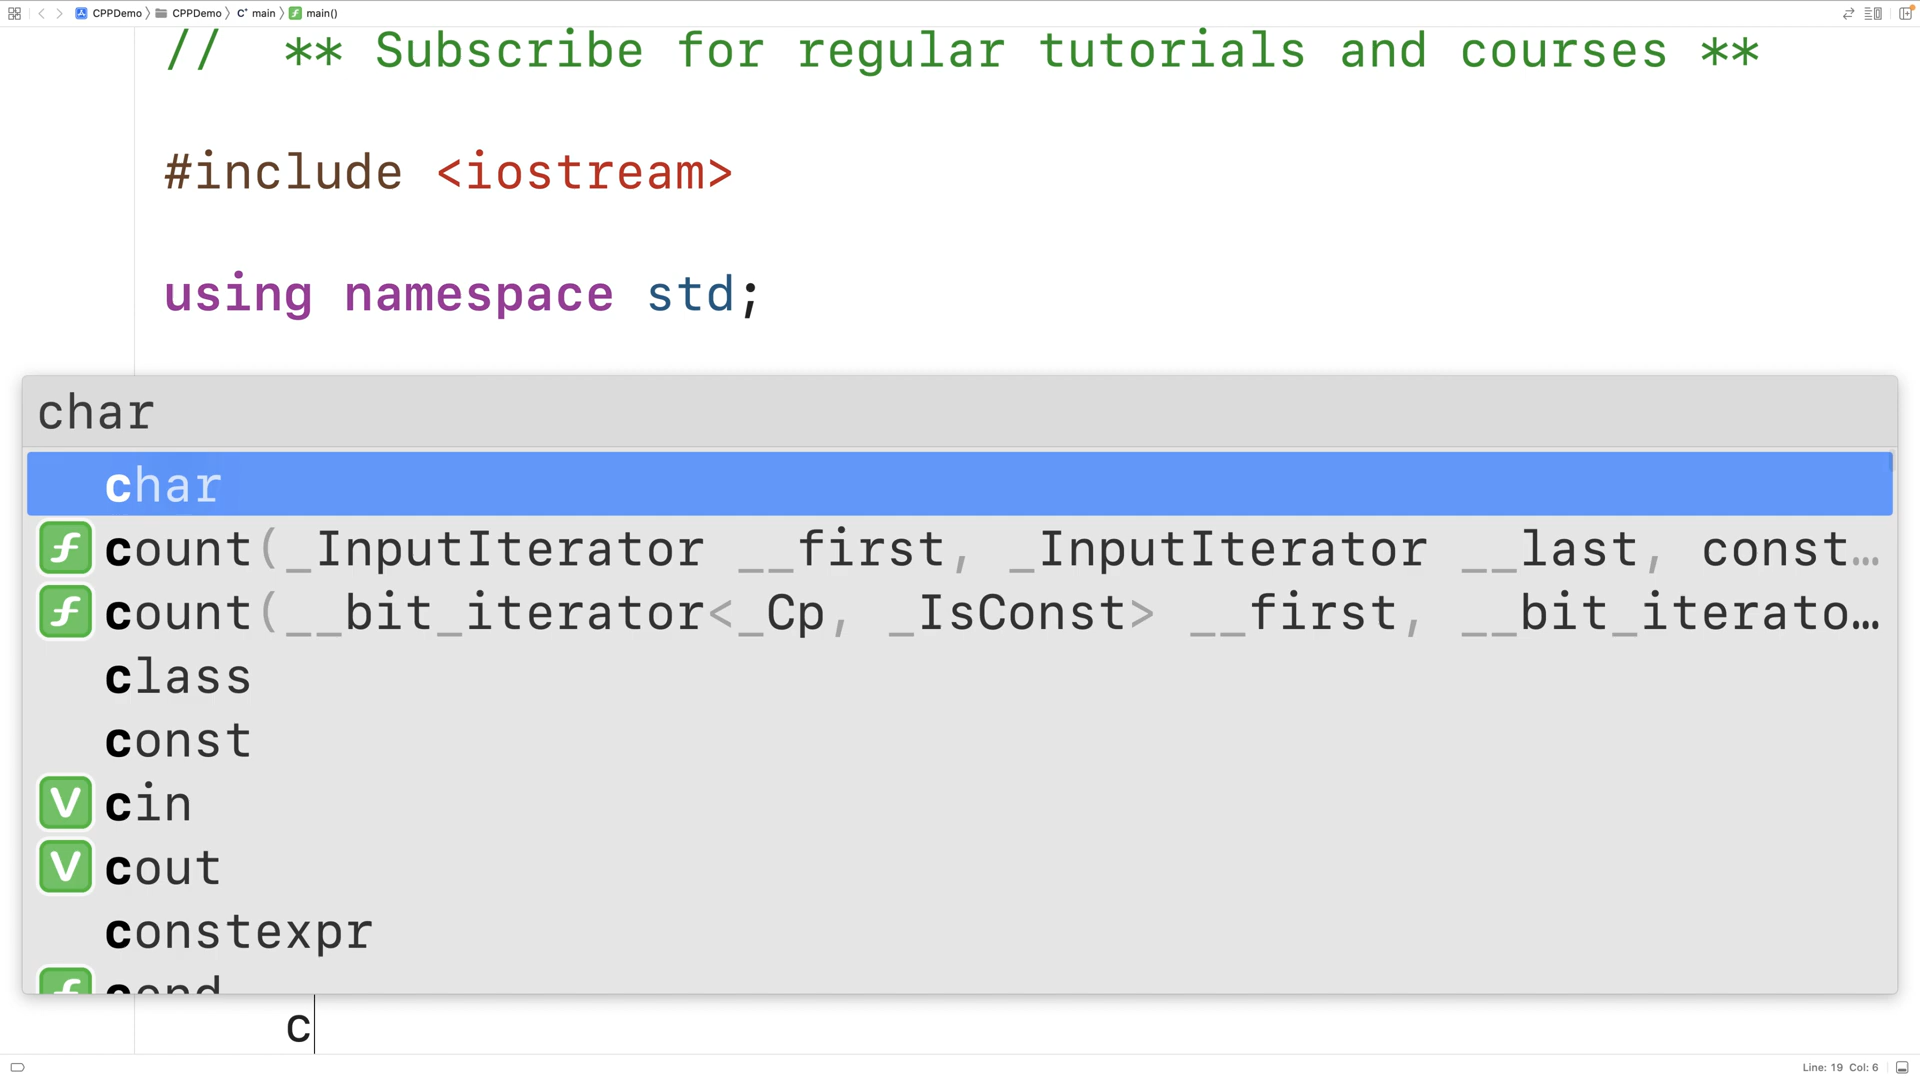 CPPDemo CPPDemo C+ main f main()
//  ** Subscribe for regular tutorials and courses **
#include <iostream>
using namespace std;
char
char
f count(_InputIterator __first, _InputIterator __last, const…
f count(__bit_iterator<_Cp, _IsConst> __first, __bit_iterato…
class
const
V cin
V cout
constexpr
f cend
c
Line: 19 Col: 6